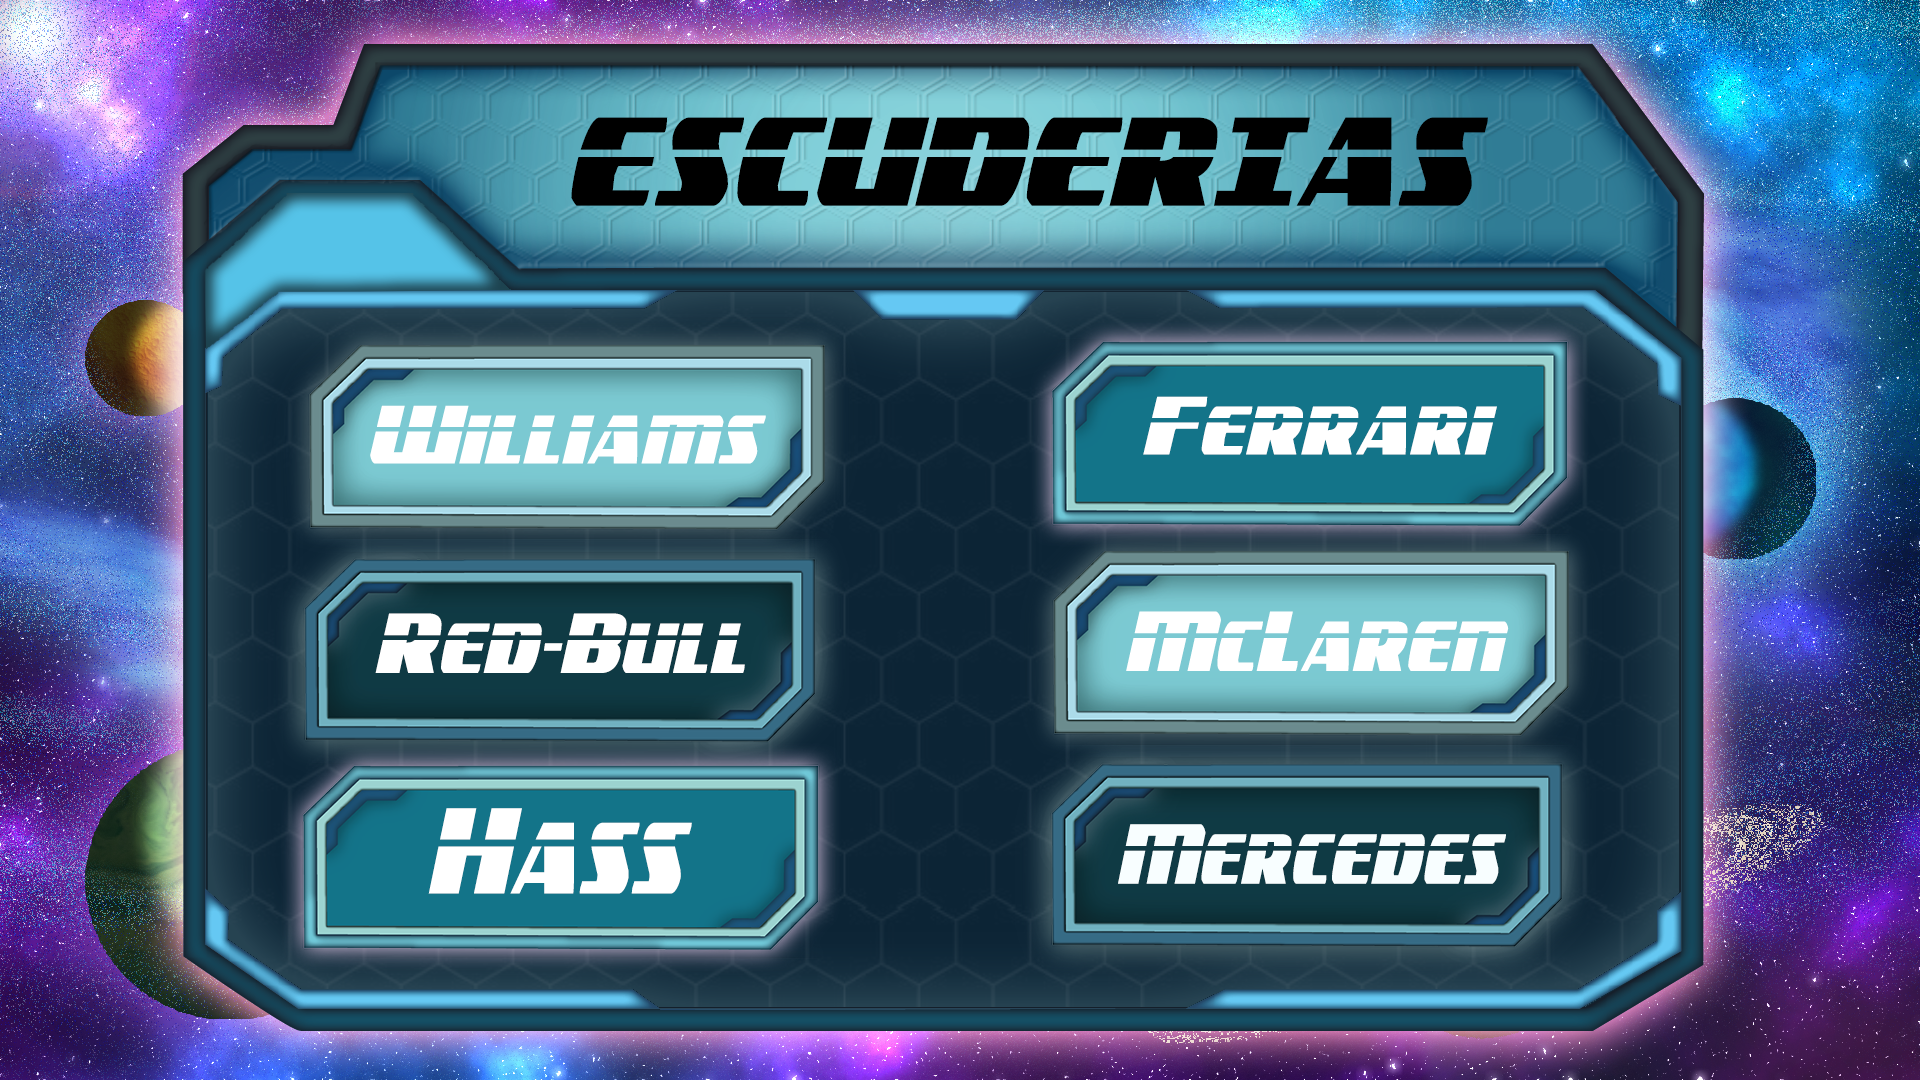 ESCUDERIAS
Williams
Ferrari
Red-Bull
McLaren
Hass
Mercedes